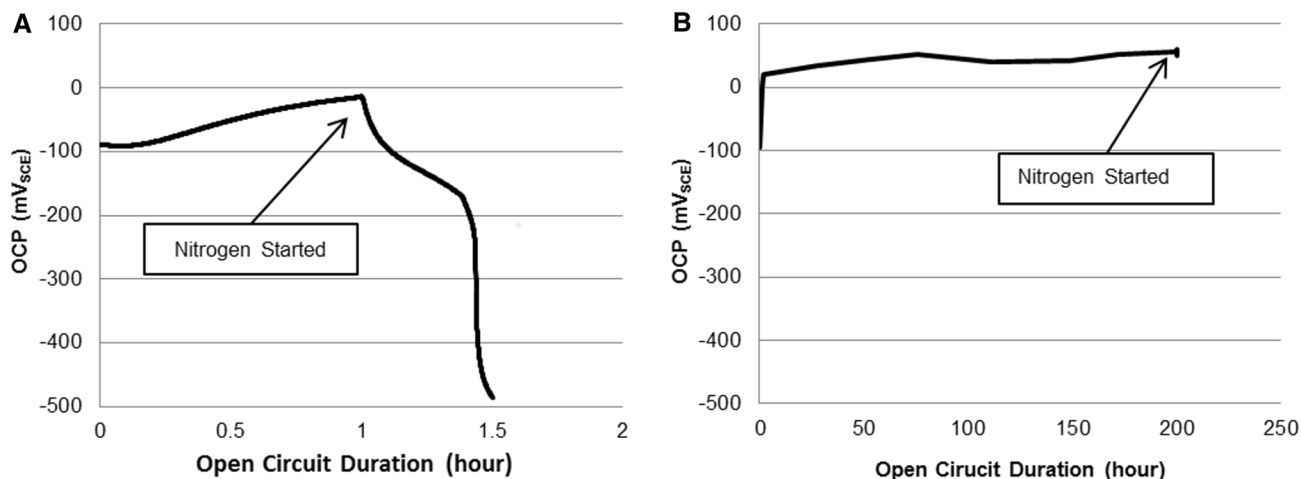 A
OCP (mVSCE)
100
0
-100
-200
-300
-400
-500
Nitrogen Started
0 0.5 1 1.5 2
Open Circuit Duration (hour)
B
OCP (mVSCE)
100
0
-100
-200
-300
-400
-500
Nitrogen Started
0 50 100 150 200 250
Open Cirucit Duration (hour)